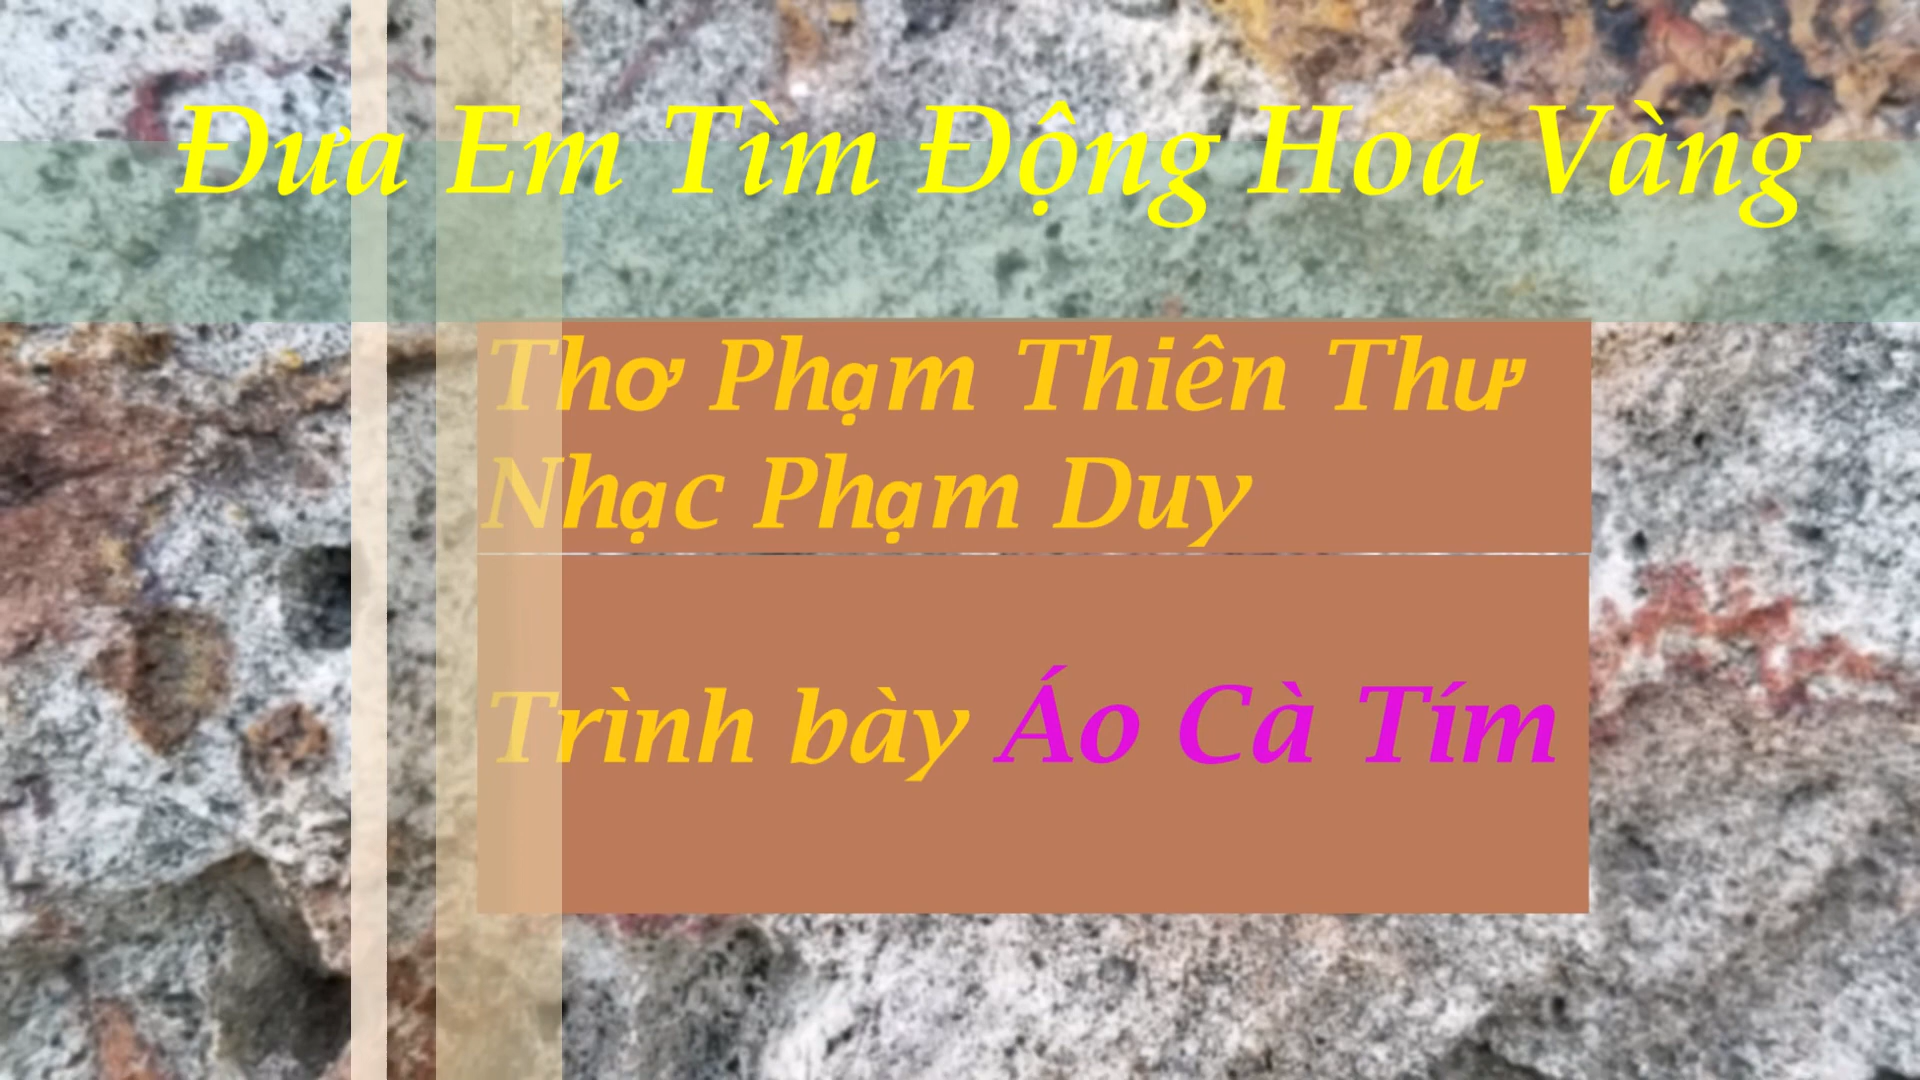 Đưa Em Tìm Động Hoa Vàng
Thơ Phạm Thiên Thư
Nhạc Phạm Duy
Trình bày Áo Cà Tím